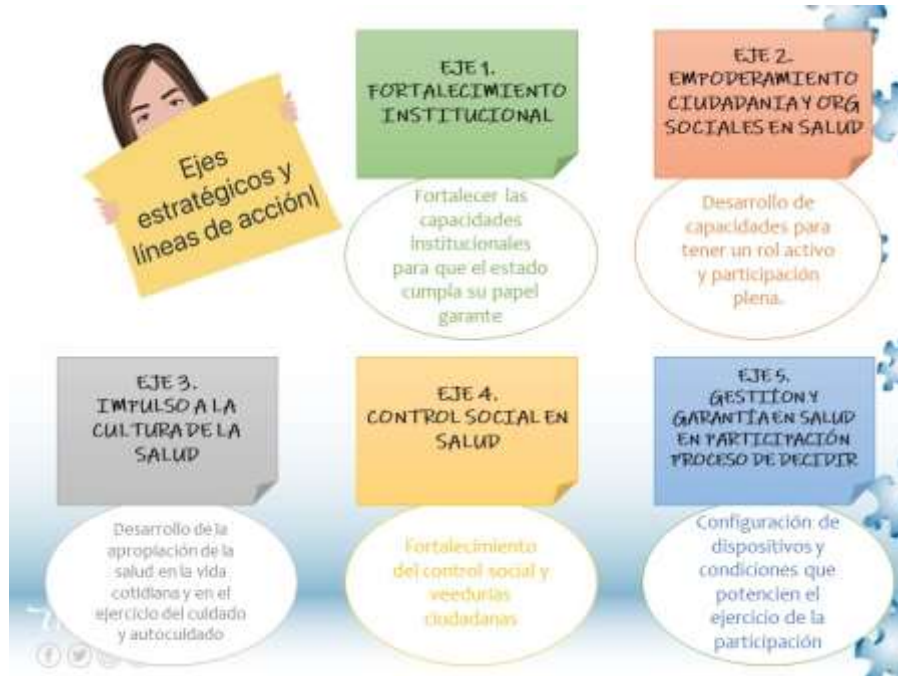 Ejes
estratégicos y
líneas de acción|
EJE 1.
FORTALECIMIENTO
INSTITUCIONAL
Fortalecer las
capacidades
institucionales
para que el estado
cumpla su papel
garante
EJE 2.
EMPODERAMIENTO
CIUDADANIA Y ORG
SOCIALES EN SALUD
Desarrollo de
capacidades para
tener un rol activo
y participación
plena.
EJE 3.
IMPULSO A LA
CULTURA DE LA
SALUD
Desarrollo de la
apropiación de la
salud en la vida
cotidiana y en el
ejercicio del cuidado
y autocuidado
EJE 4.
CONTROL SOCIAL EN
SALUD
Fortalecimiento
del control social y
veedurías
ciudadanas
EJE 5.
GESTIÍON Y
GARANTÍA EN SALUD
EN PARTICIPACIÓN
PROCESO DE DECIDIR
Configuración de
dispositivos y
condiciones que
potencien el
ejercicio de la
participación